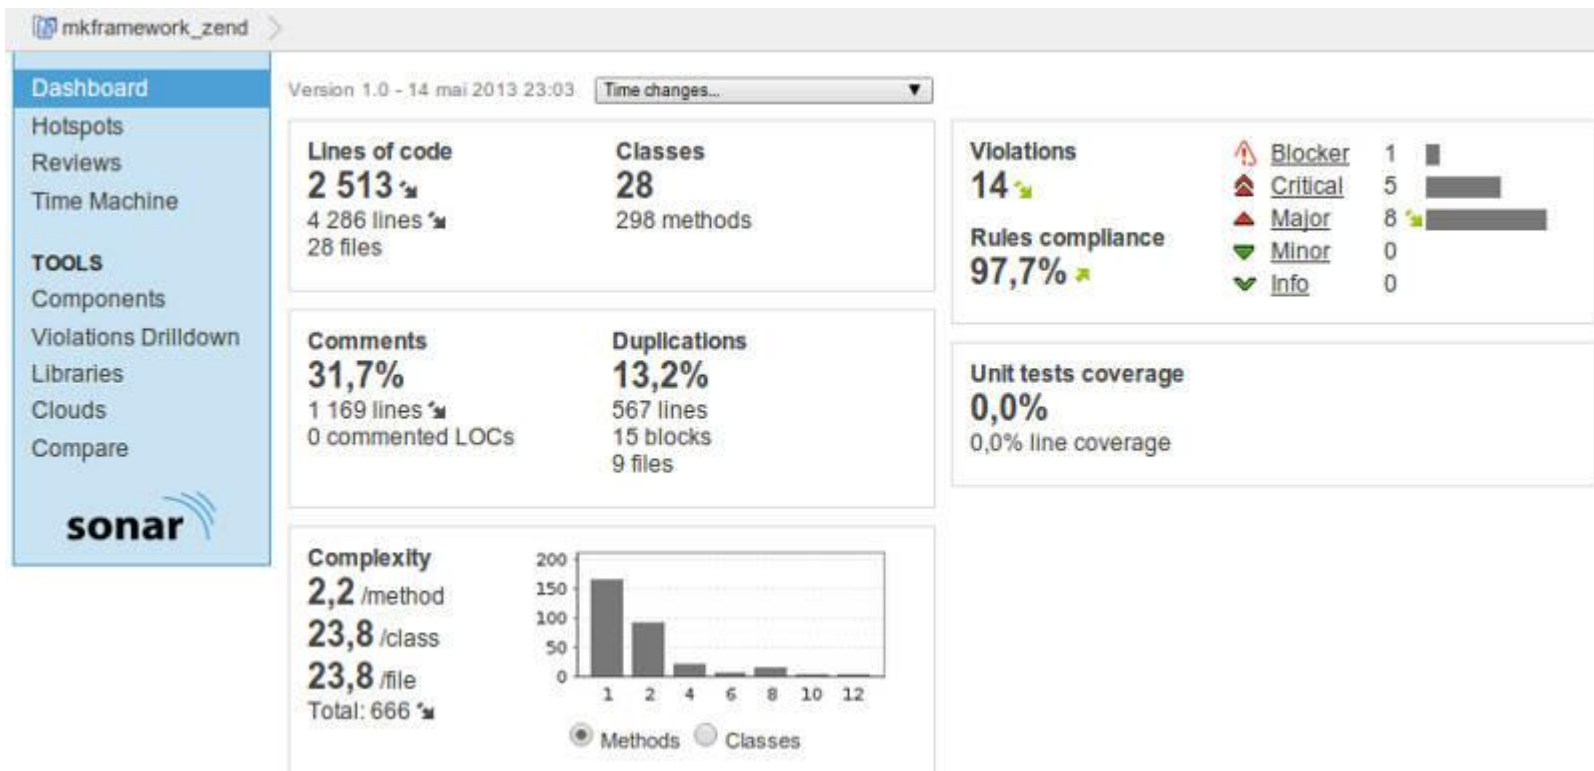 mkframework_zend
Dashboard
Hotspots
Reviews
Time Machine
TOOLS
Components
Violations Drilldown
Libraries
Clouds
Compare
sonar
Version 1.0 - 14 mai 2013 23:03 Time changes...
Lines of code
2 513
4 286 lines
28 files
Classes
28
298 methods
Comments
31,7%
1 169 lines
0 commented LOCs
Duplications
13,2%
567 lines
15 blocks
9 files
Complexity
2,2 /method
23,8 /class
23,8 /file
Total: 666
200
150
100
50
0
1 2 4 6 8 10 12
Methods Classes
Violations
14
Rules compliance
97,7%
Blocker 1
Critical 5
Major 8
Minor 0
Info 0
Unit tests coverage
0,0%
0,0% line coverage